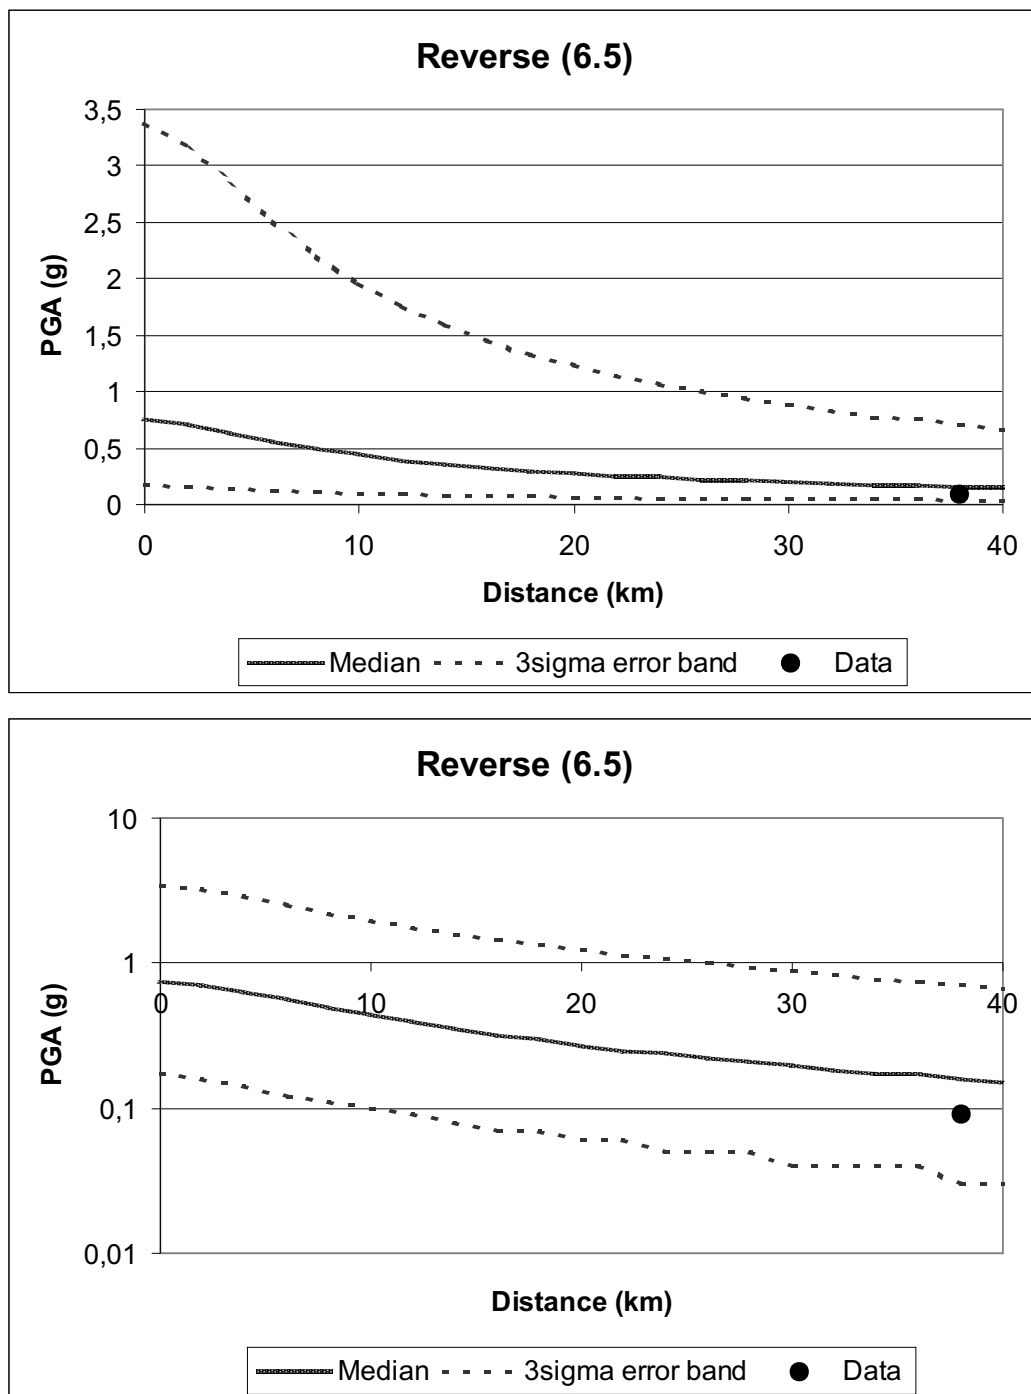 Reverse (6.5)
3,5
3
2,5
2
1,5
1
0,5
0
PGA (g)
0 10 20 30 40
Distance (km)
Median 3sigma error band Data
Reverse (6.5)
10
1
0,1
0,01
PGA (g)
0 10 20 30 40
Distance (km)
Median 3sigma error band Data